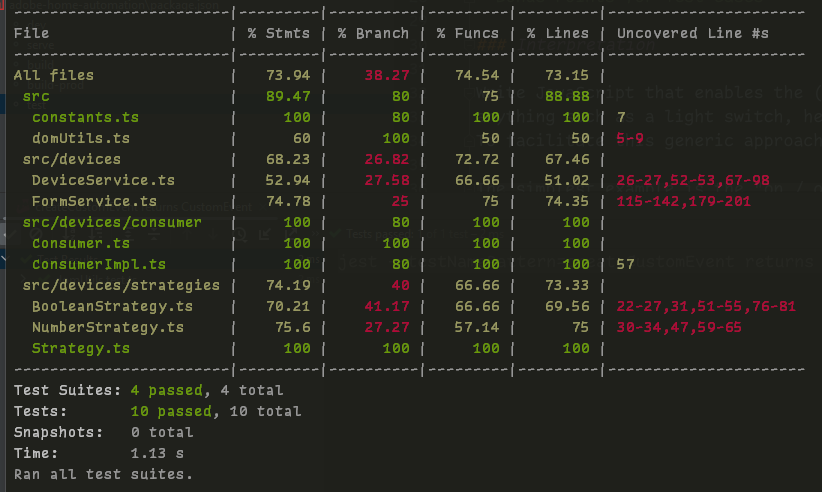 File | % Stmts | % Branch | % Funcs | % Lines | Uncovered Line #s
All files | 73.94 | 38.27 | 74.54 | 73.15 |
src | 89.47 | 80 | 75 | 88.88 |
constants.ts | 100 | 80 | 100 | 100 | 7
domUtils.ts | 60 | 100 | 50 | 50 | 5-9
src/devices | 68.23 | 26.82 | 72.72 | 67.46 |
DeviceService.ts | 52.94 | 27.58 | 66.66 | 51.02 | 26-27,52-53,67-98
FormService.ts | 74.78 | 25 | 75 | 74.35 | 115-142,179-201
src/devices/consumer | 100 | 80 | 100 | 100 |
Consumer.ts | 100 | 100 | 100 | 100 |
ConsumerImpl.ts | 100 | 80 | 100 | 100 | 57
src/devices/strategies | 74.19 | 40 | 66.66 | 73.33 |
BooleanStrategy.ts | 70.21 | 41.17 | 66.66 | 69.56 | 22-27,31,51-55,76-81
NumberStrategy.ts | 75.6 | 27.27 | 57.14 | 75 | 30-34,47,59-65
Strategy.ts | 100 | 100 | 100 | 100 |
Test Suites: 4 passed, 4 total
Tests: 10 passed, 10 total
Snapshots: 0 total
Time: 1.13 s
Ran all test suites.